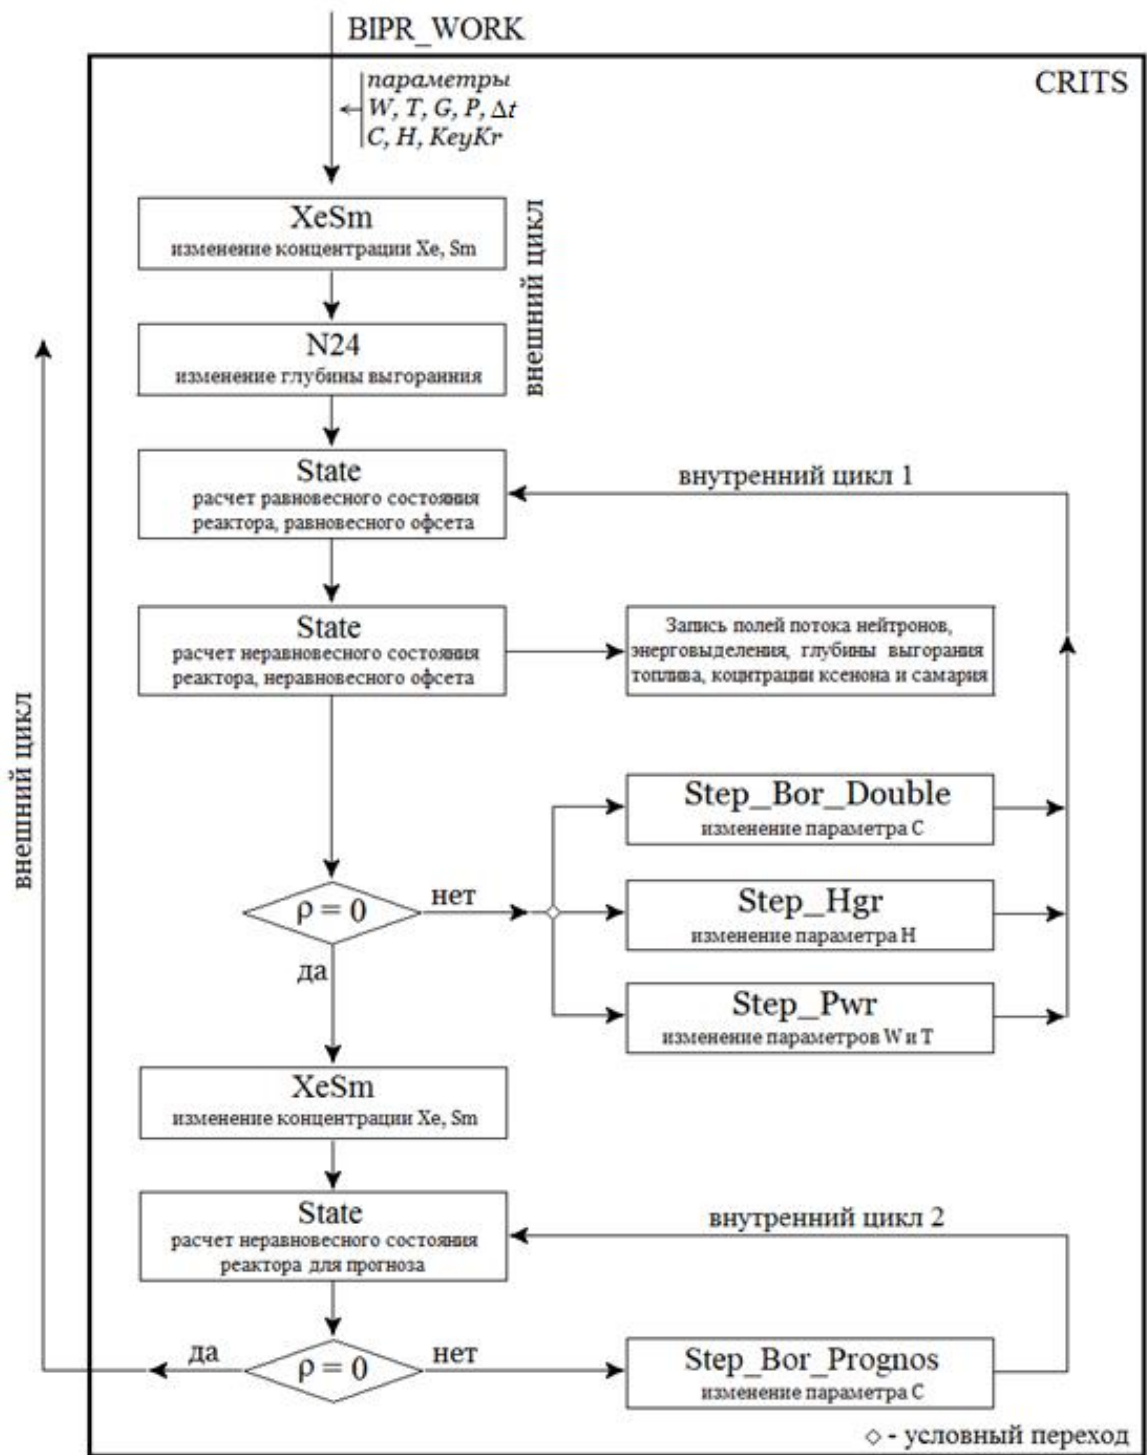 BIPR_WORK
CRITS
параметры
W, T, G, P, Δt
C, H, KeyKr
XeSm
изменение концентрации Xe, Sm
внешний цикл
N24
изменение глубины выгоранния
State
расчет равновесного состояния
реактора, равновесного офсета
внутренний цикл 1
State
расчет неравновесного состояния
реактора, неравновесного офсета
Запись полей потока нейтронов,
энерговыделения, глубины выгорания
топлива, коцнтрации ксенона и самария
внешний цикл
Step_Bor_Double
изменение параметра C
ρ = 0
нет
Step_Hgr
изменение параметра H
да
Step_Pwr
изменение параметров W и T
XeSm
изменение концентрации Xe, Sm
State
расчет неравновесного состояния
реактора для прогноза
внутренний цикл 2
да
ρ = 0
нет
Step_Bor_Prognos
изменение параметра C
◇ - условный переход